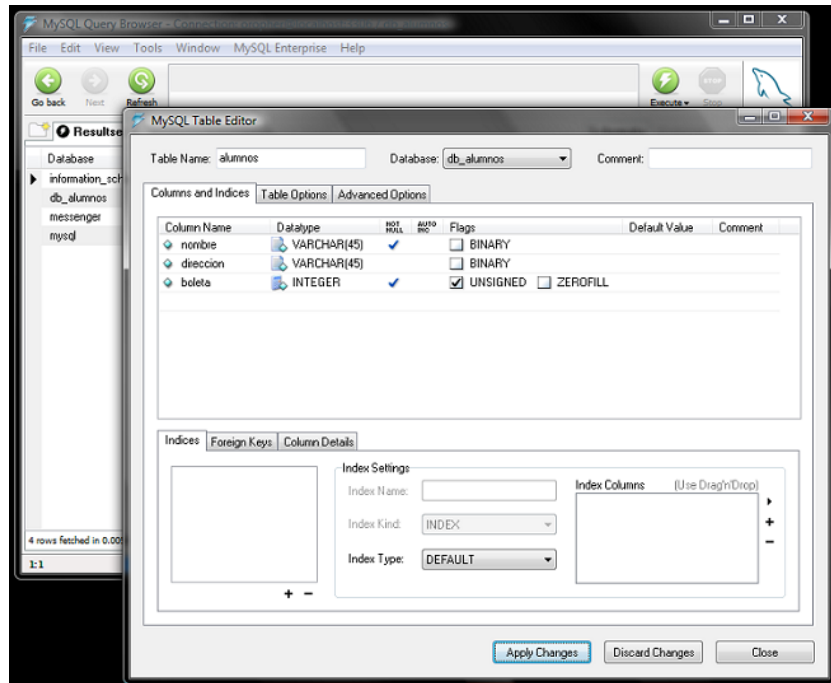 MySQL Query Browser - Connection:
File Edit View Tools Window MySQL Enterprise Help
Go back Next Refresh Execute Stop
Resultse
MySQL Table Editor
Database
information_sch
db_alumnos
messenger
mysql
4 rows fetched in 0.005
1:1
Table Name: alumnos Database: db_alumnos Comment:
Columns and Indices Table Options Advanced Options
Column Name Datatype NOT NULL AUTO INC Flags Default Value Comment
nombre VARCHAR(45) BINARY
direccion VARCHAR(45) BINARY
boleta INTEGER UNSIGNED ZEROFILL
Indices Foreign Keys Column Details
Index Settings
Index Name:
Index Kind: INDEX
Index Type: DEFAULT
Index Columns (Use Drag'n'Drop)
Apply Changes Discard Changes Close